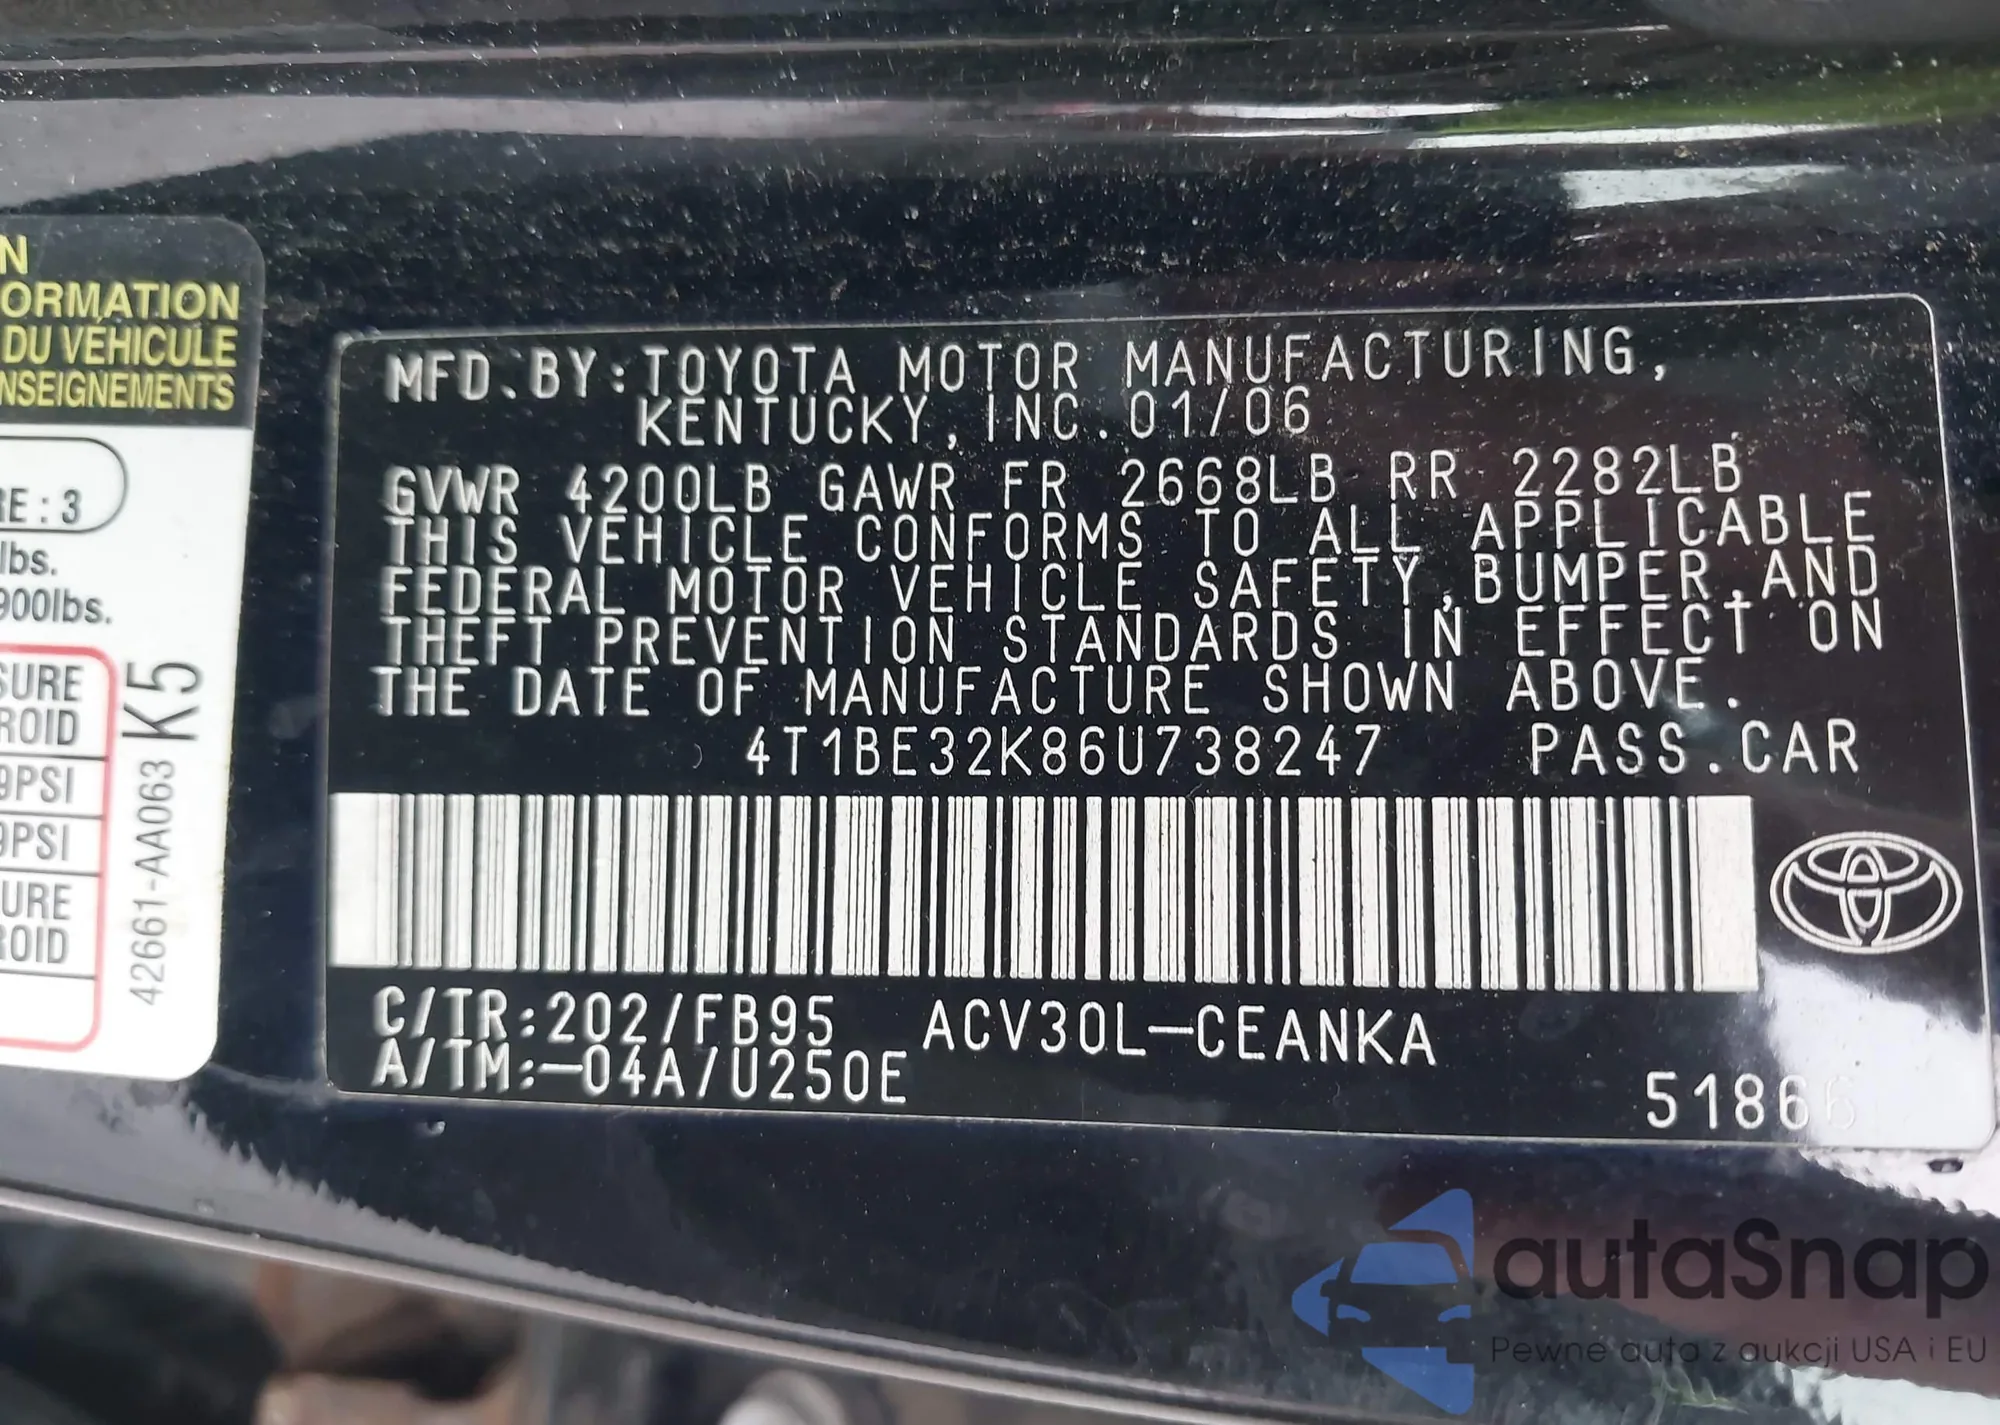 N
ORMATION
DU VÉHICULE
NSEIGNEMENTS
RE : 3
lbs.
900lbs.
SURE
ROID
9PSI
9PSI
URE
ROID
42661-AA063 K5
MFD.BY:TOYOTA MOTOR MANUFACTURING,
KENTUCKY, INC.01/06
GVWR 4200LB GAWR FR 2668LB RR 2282LB
THIS VEHICLE CONFORMS TO ALL APPLICABLE
FEDERAL MOTOR VEHICLE SAFETY,BUMPER,AND
THEFT PREVENTION STANDARDS IN EFFECT ON
THE DATE OF MANUFACTURE SHOWN ABOVE.
4T1BE32K86U738247 PASS.CAR
C/TR:202/FB95 ACV30L-CEANKA
A/TM:-04A/U250E
51866
autaSnap
Pewne auta z aukcji USA i EU